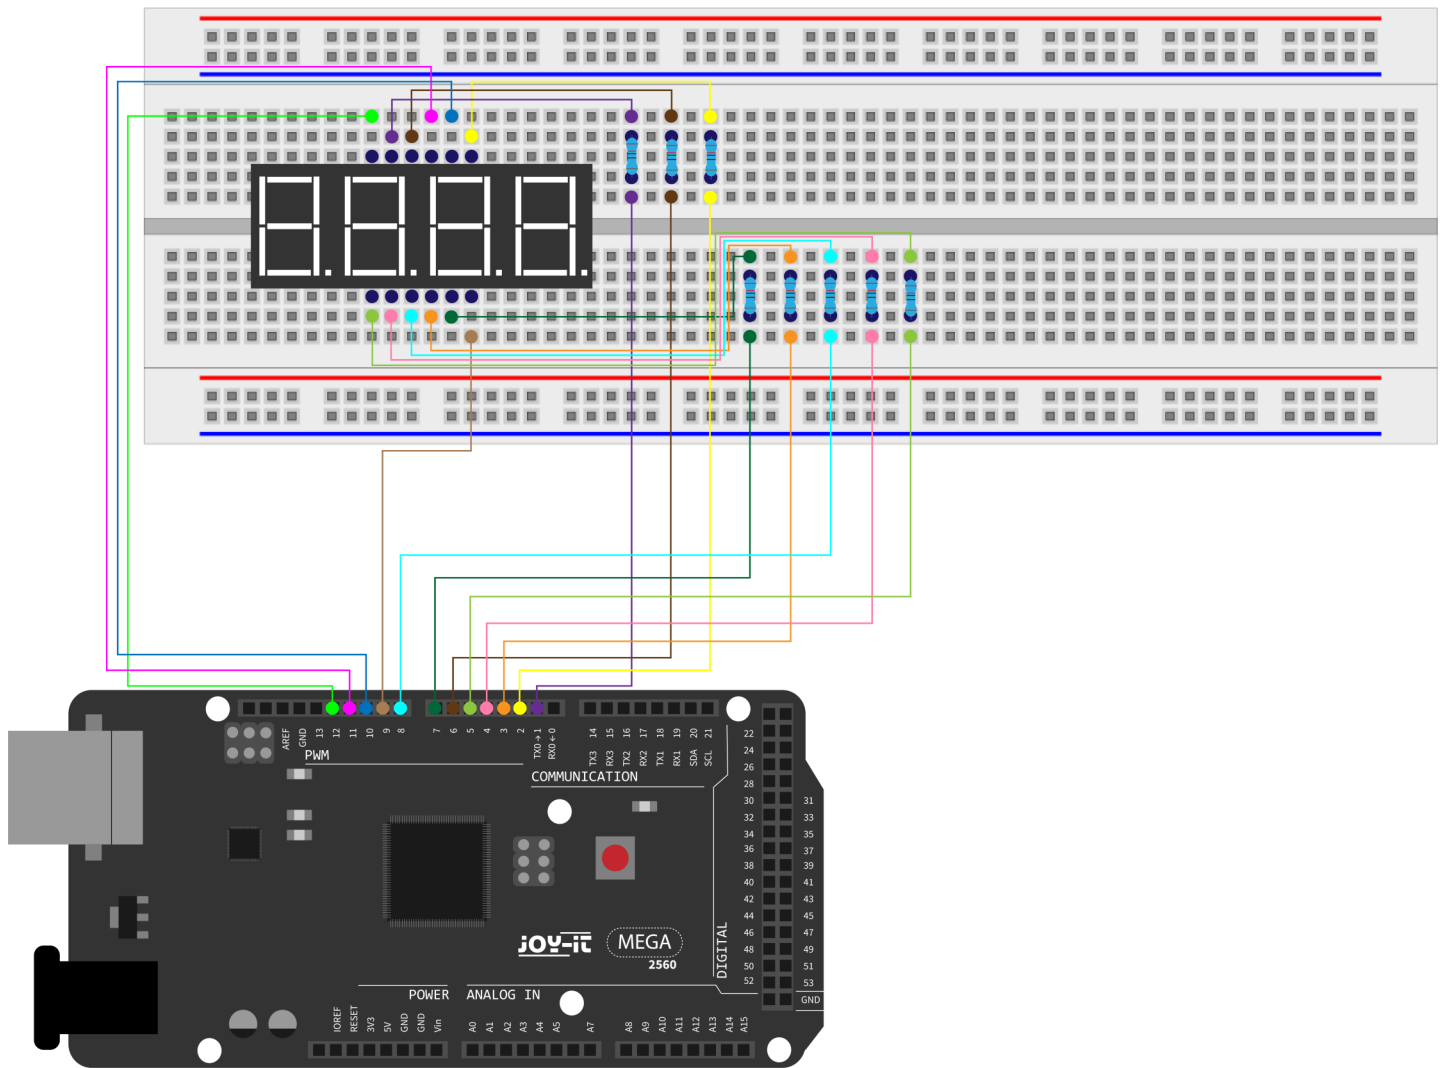 AREF
GND
13
12
11
10
9
8
7
6
5
4
3
2
TX0→1
RX0←0
TX3 14
RX3 15
TX2 16
RX2 17
TX1 18
RX1 19
SDA 20
SCL 21
PWM
COMMUNICATION
22
24
26
28
30 31
32 33
34 35
36 37
38 39
40 41
42 43
44 45
46 47
48 49
50 51
52 53
GND
DIGITAL
JOY-iT MEGA
2560
POWER ANALOG IN
IOREF
RESET
3V3
5V
GND
GND
Vin
A0
A1
A2
A3
A4
A5
A7
A8
A9
A10
A11
A12
A13
A14
A15